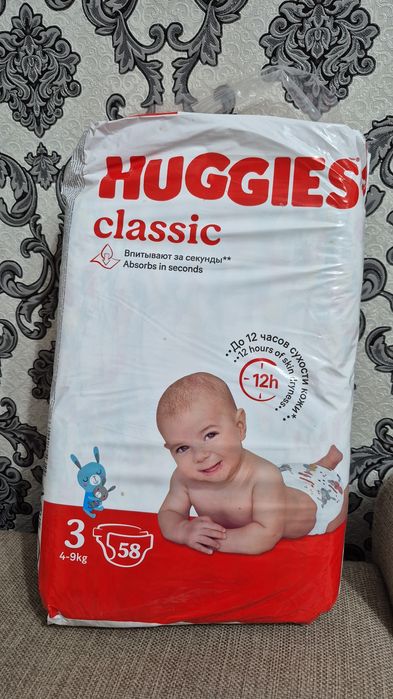 HUGGIES
classic
Впитывают за секунды**
Absorbs in seconds
••До 12 часов сухости кожи*
••12 hours of skin dryness••
12h
3
4-9kg
58